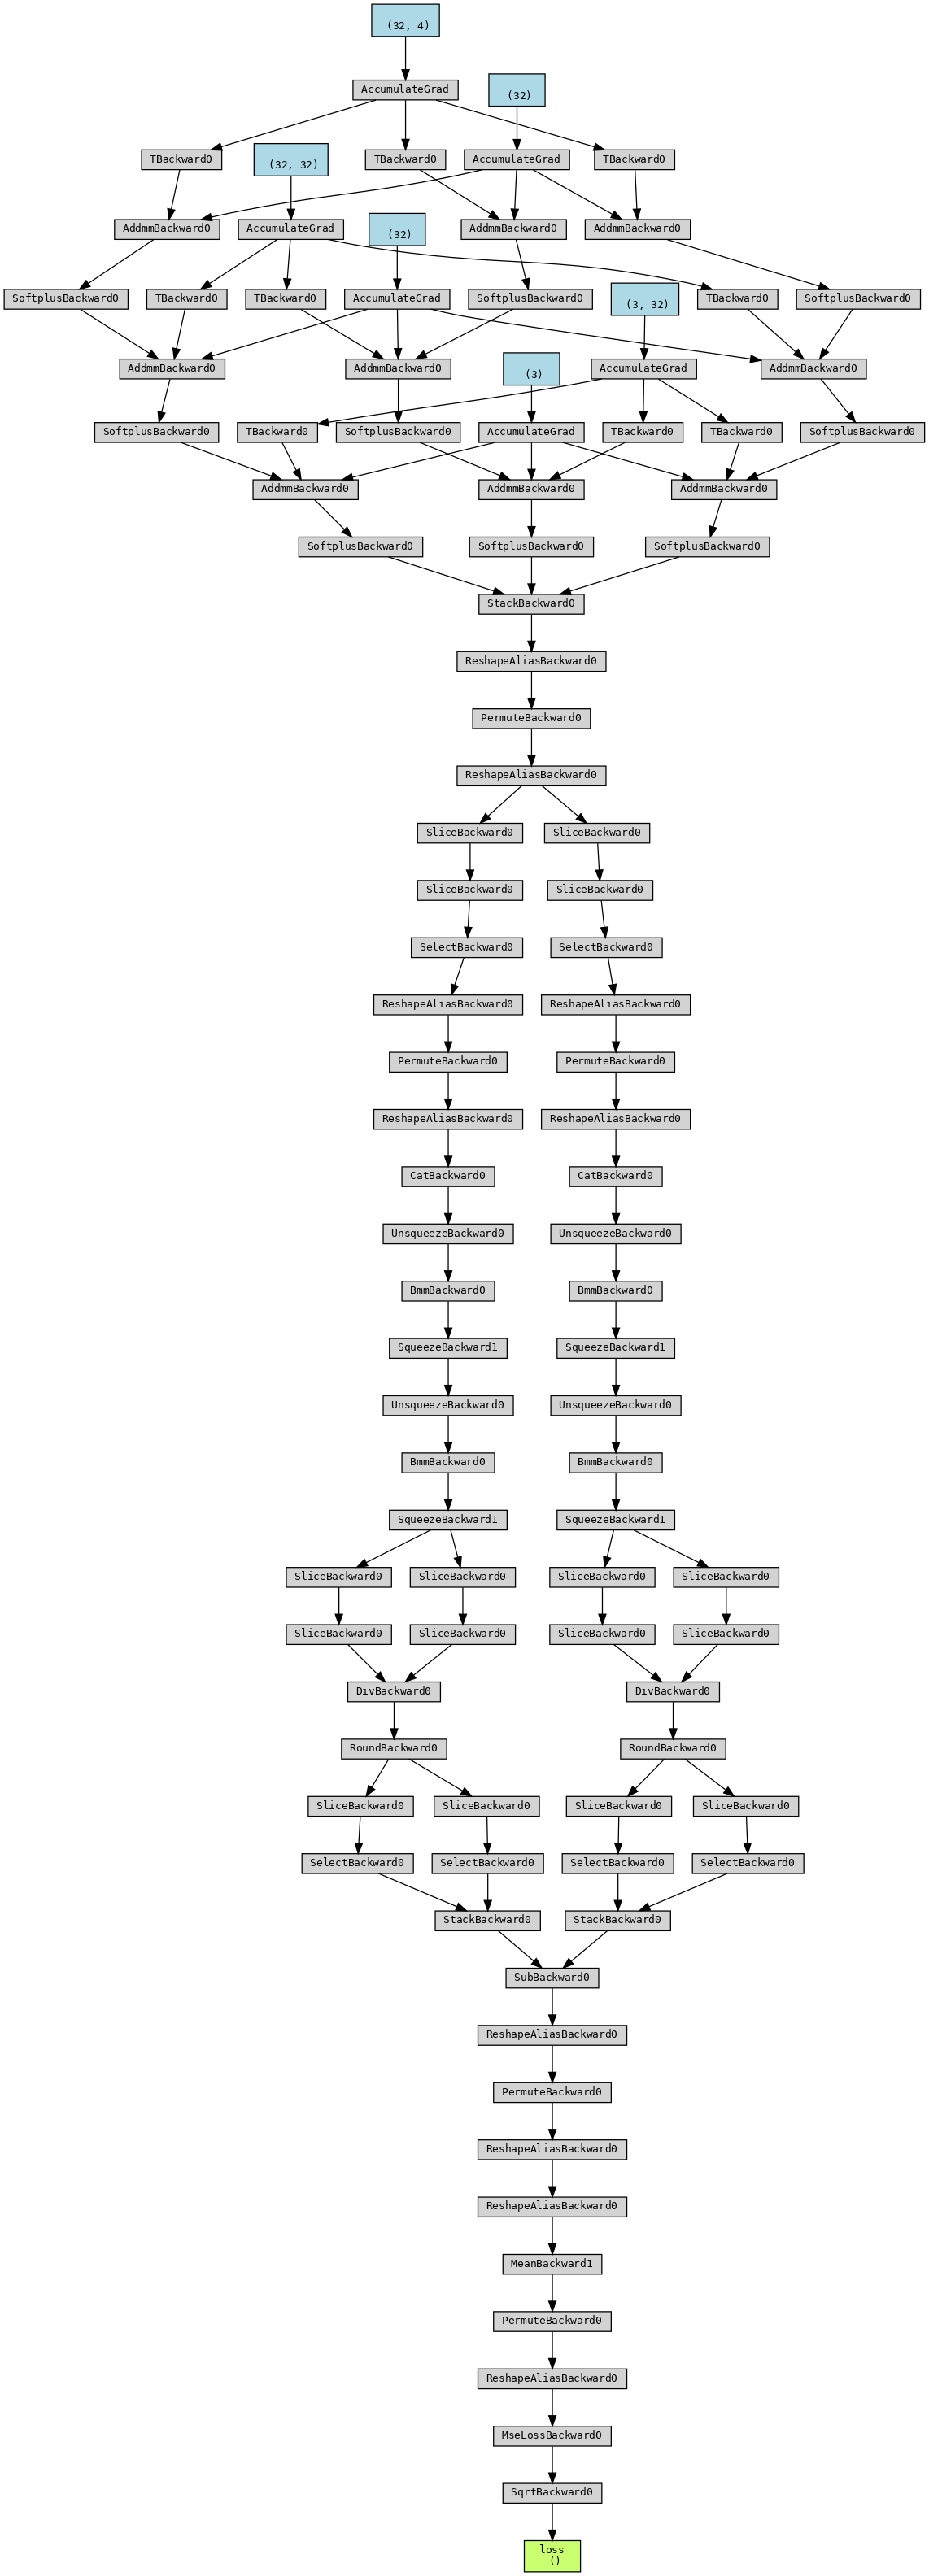 (32, 4)
AccumulateGrad
(32)
TBackward0
TBackward0
AccumulateGrad
TBackward0
(32, 32)
AddmmBackward0
AccumulateGrad
AddmmBackward0
AddmmBackward0
(32)
SoftplusBackward0
TBackward0
TBackward0
AccumulateGrad
SoftplusBackward0
(3, 32)
TBackward0
SoftplusBackward0
AddmmBackward0
AddmmBackward0
(3)
AccumulateGrad
AddmmBackward0
SoftplusBackward0
TBackward0
SoftplusBackward0
AccumulateGrad
TBackward0
TBackward0
SoftplusBackward0
AddmmBackward0
AddmmBackward0
AddmmBackward0
SoftplusBackward0
SoftplusBackward0
SoftplusBackward0
StackBackward0
ReshapeAliasBackward0
PermuteBackward0
ReshapeAliasBackward0
SliceBackward0
SliceBackward0
SliceBackward0
SliceBackward0
SelectBackward0
SelectBackward0
ReshapeAliasBackward0
ReshapeAliasBackward0
PermuteBackward0
PermuteBackward0
ReshapeAliasBackward0
ReshapeAliasBackward0
CatBackward0
CatBackward0
UnsqueezeBackward0
UnsqueezeBackward0
BmmBackward0
BmmBackward0
SqueezeBackward1
SqueezeBackward1
UnsqueezeBackward0
UnsqueezeBackward0
BmmBackward0
BmmBackward0
SqueezeBackward1
SqueezeBackward1
SliceBackward0
SliceBackward0
SliceBackward0
SliceBackward0
SliceBackward0
SliceBackward0
SliceBackward0
SliceBackward0
DivBackward0
DivBackward0
RoundBackward0
RoundBackward0
SliceBackward0
SliceBackward0
SliceBackward0
SliceBackward0
SelectBackward0
SelectBackward0
SelectBackward0
SelectBackward0
StackBackward0
StackBackward0
SubBackward0
ReshapeAliasBackward0
PermuteBackward0
ReshapeAliasBackward0
ReshapeAliasBackward0
MeanBackward1
PermuteBackward0
ReshapeAliasBackward0
MseLossBackward0
SqrtBackward0
loss
()